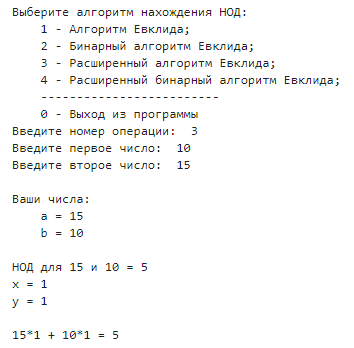 Выберите алгоритм нахождения НОД:
1 - Алгоритм Евклида;
2 - Бинарный алгоритм Евклида;
3 - Расширенный алгоритм Евклида;
4 - Расширенный бинарный алгоритм Евклида;
-------------------------
0 - Выход из программы
Введите номер операции:  3
Введите первое число:  10
Введите второе число:  15
Ваши числа:
a = 15
b = 10
НОД для 15 и 10 = 5
x = 1
y = 1
15*1 + 10*1 = 5